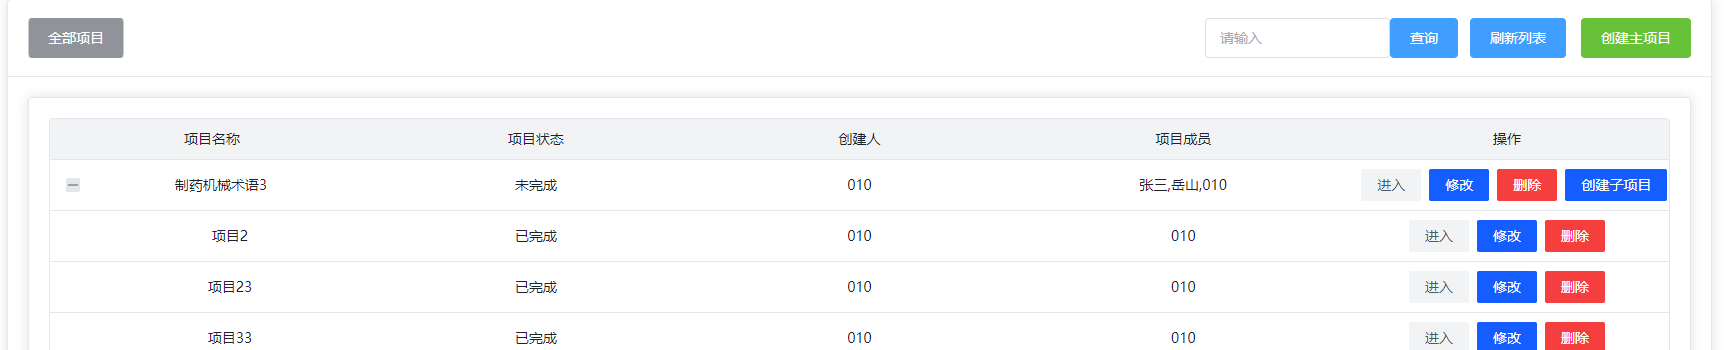 全部项目 请输入 查询 刷新列表 创建主项目
项目名称 项目状态 创建人 项目成员 操作
制药机械术语3 未完成 010 张三,岳山,010 进入 修改 删除 创建子项目
项目2 已完成 010 010 进入 修改 删除
项目23 已完成 010 010 进入 修改 删除
项目33 已完成 010 010 进入 修改 删除